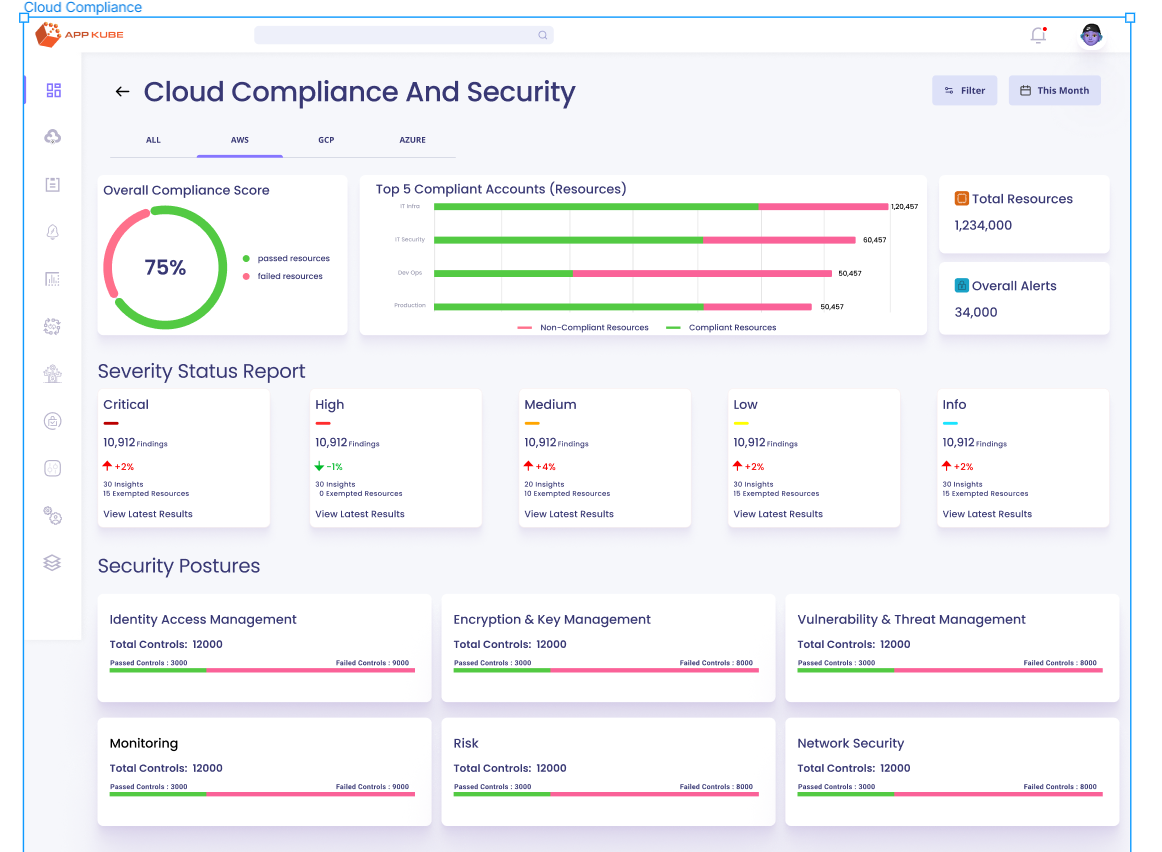 Cloud Compliance
APPKUBE
Cloud Compliance And Security
Filter
This Month
ALL
AWS
GCP
AZURE
Overall Compliance Score
75%
passed resources
failed resources
Top 5 Compliant Accounts (Resources)
IT Infra
1,20,457
IT Security
60,457
Dev Ops
50,457
Production
50,457
Non-Compliant Resources
Compliant Resources
Total Resources
1,234,000
Overall Alerts
34,000
Severity Status Report
Critical
10,912 Findings
+2%
30 Insights
15 Exempted Resources
View Latest Results
High
10,912 Findings
-1%
30 Insights
0 Exempted Resources
View Latest Results
Medium
10,912 Findings
+4%
20 Insights
10 Exempted Resources
View Latest Results
Low
10,912 Findings
+2%
30 Insights
15 Exempted Resources
View Latest Results
Info
10,912 Findings
+2%
30 Insights
15 Exempted Resources
View Latest Results
Security Postures
Identity Access Management
Total Controls: 12000
Passed Controls : 3000
Failed Controls : 9000
Encryption & Key Management
Total Controls: 12000
Passed Controls : 3000
Failed Controls : 8000
Vulnerability & Threat Management
Total Controls: 12000
Passed Controls : 3000
Failed Controls : 8000
Monitoring
Total Controls: 12000
Passed Controls : 3000
Failed Controls : 9000
Risk
Total Controls: 12000
Passed Controls : 3000
Failed Controls : 8000
Network Security
Total Controls: 12000
Passed Controls : 3000
Failed Controls : 8000